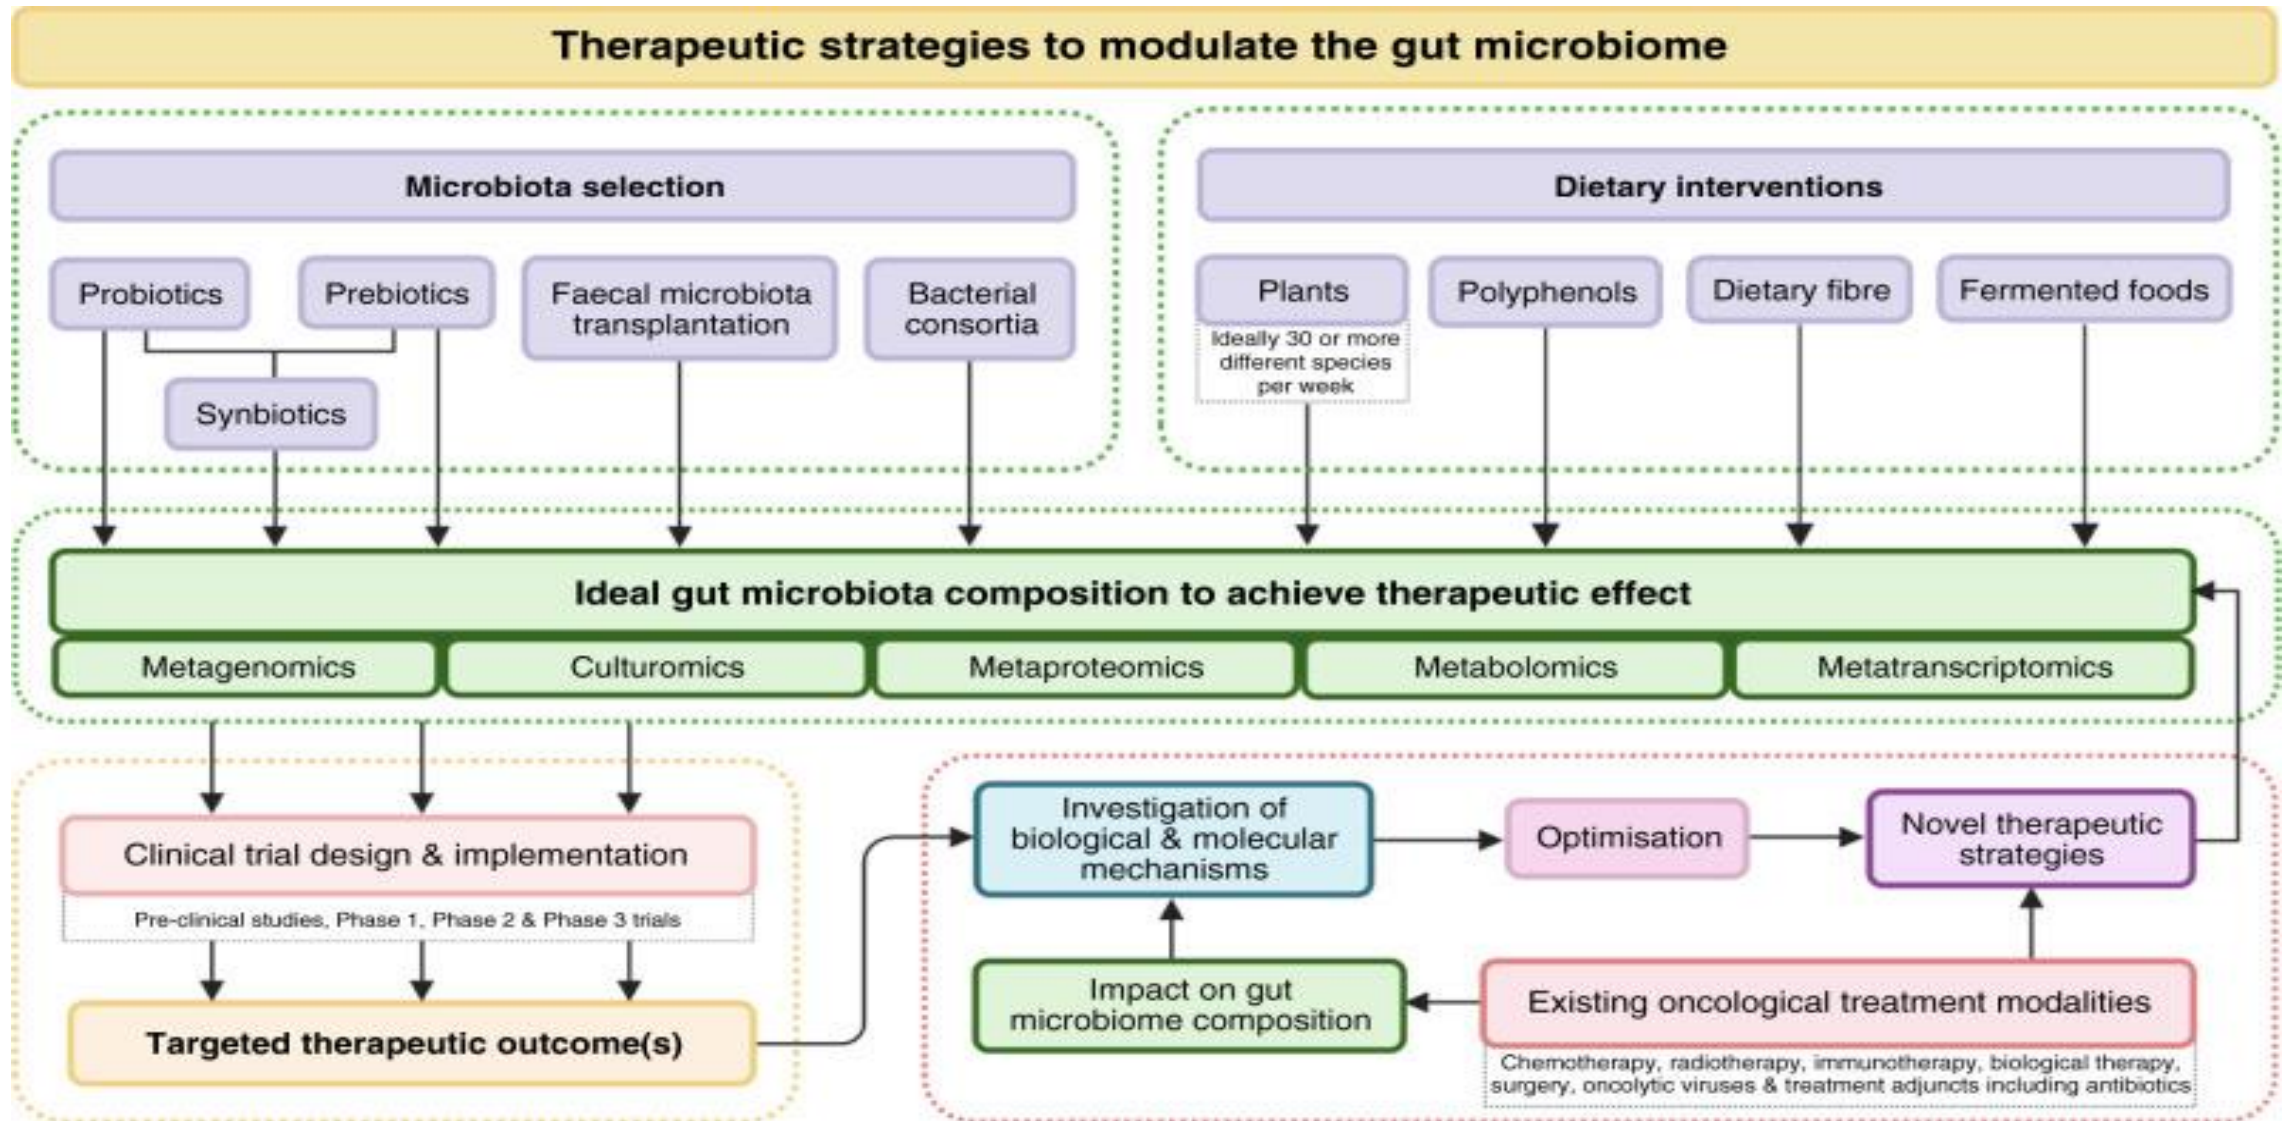 Therapeutic strategies to modulate the gut microbiome
Microbiota selection
Probiotics
Prebiotics
Faecal microbiota
transplantation
Bacterial
consortia
Synbiotics
Dietary interventions
Plants
Ideally 30 or more
different species
per week
Polyphenols
Dietary fibre
Fermented foods
Ideal gut microbiota composition to achieve therapeutic effect
Metagenomics
Culturomics
Metaproteomics
Metabolomics
Metatranscriptomics
Clinical trial design & implementation
Pre-clinical studies, Phase 1, Phase 2 & Phase 3 trials
Targeted therapeutic outcome(s)
Investigation of
biological & molecular
mechanisms
Optimisation
Novel therapeutic
strategies
Impact on gut
microbiome composition
Existing oncological treatment modalities
Chemotherapy, radiotherapy, immunotherapy, biological therapy,
surgery, oncolytic viruses & treatment adjuncts including antibiotics